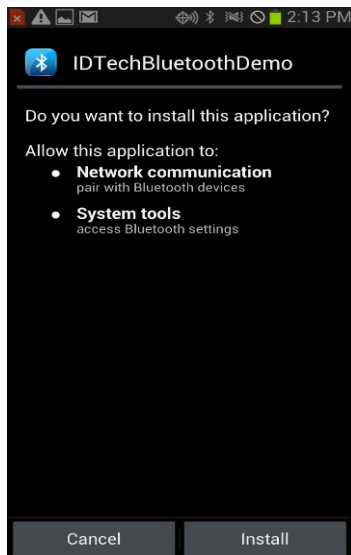 2:13 PM
IDTechBluetoothDemo
Do you want to install this application?
Allow this application to:
● Network communication
pair with Bluetooth devices
● System tools
access Bluetooth settings
Cancel Install